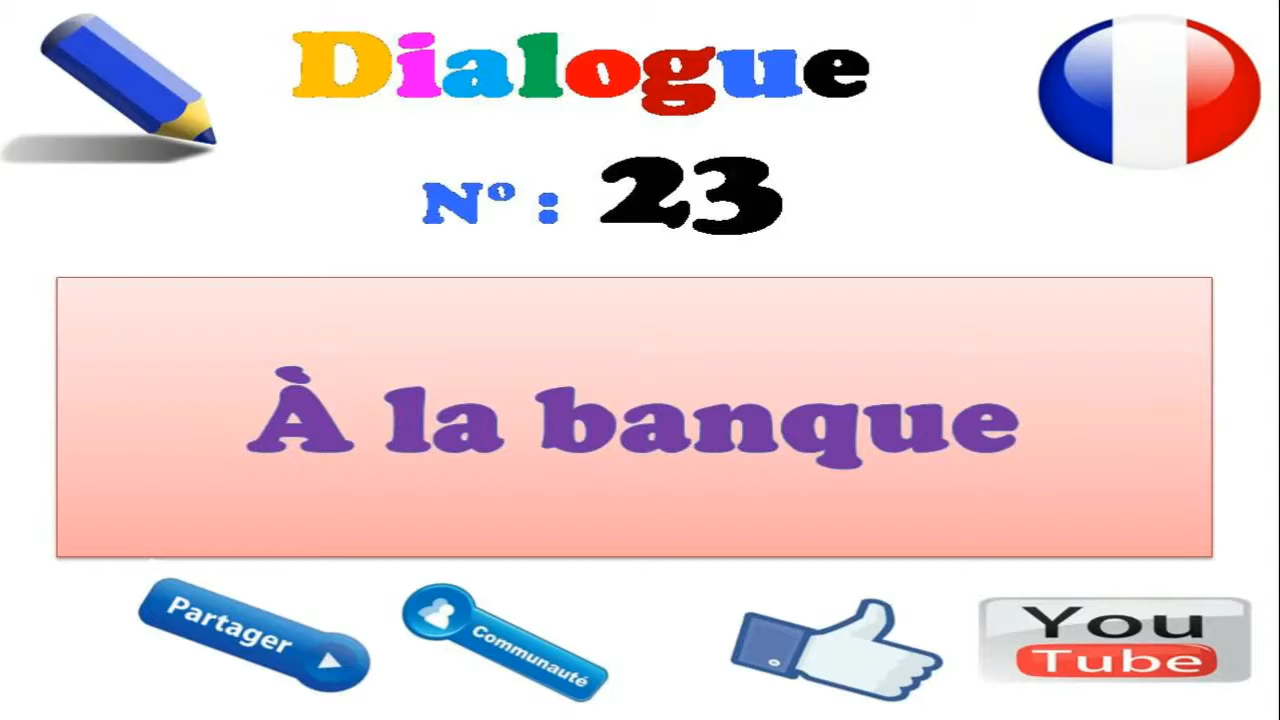 Dialogue
N° : 23
À la banque
Partager
Communauté
You
Tube